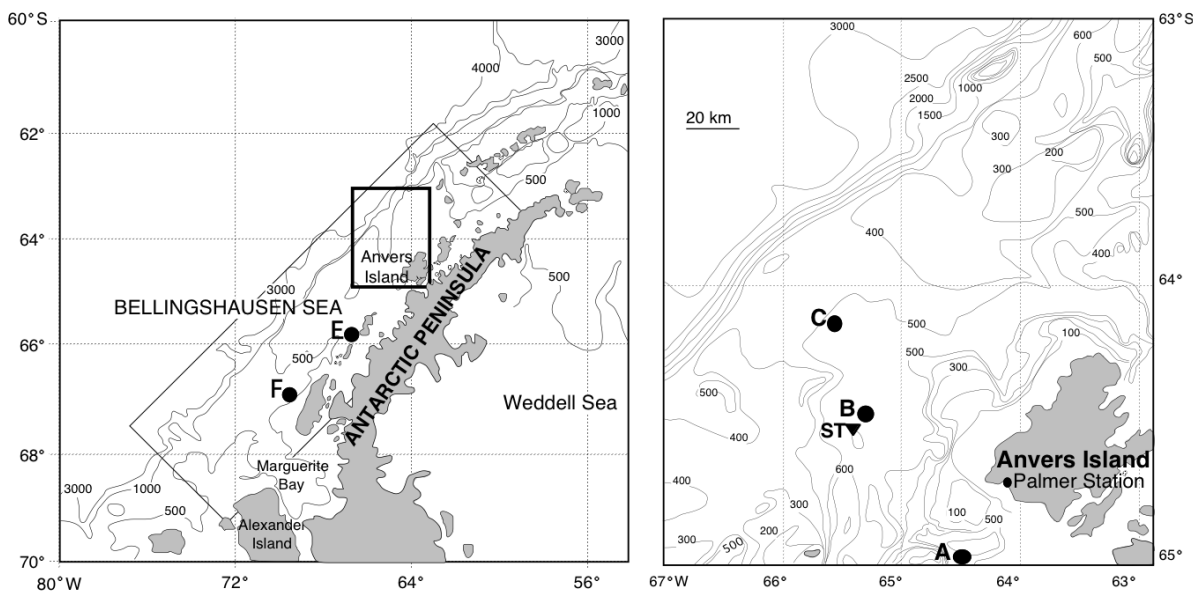 60°S
62°
64°
66°
68°
70°
80°W
72°
64°
56°
3000
4000
1000
500
Anvers
Island
500
3000
BELLINGSHAUSEN SEA
E
500
F
ANTARCTIC PENINSULA
Weddell Sea
Marguerite
Bay
3000
1000
500
Alexander
Island
63°S
3000
600
500
2500
1000
2000
1500
20 km
300
200
300
500
400
400
64°
C
500
100
500
300
500
B
ST
400
Anvers Island
Palmer Station
600
400
300
100
500
200
300
500
A
65°
67°W
66°
65°
64°
63°